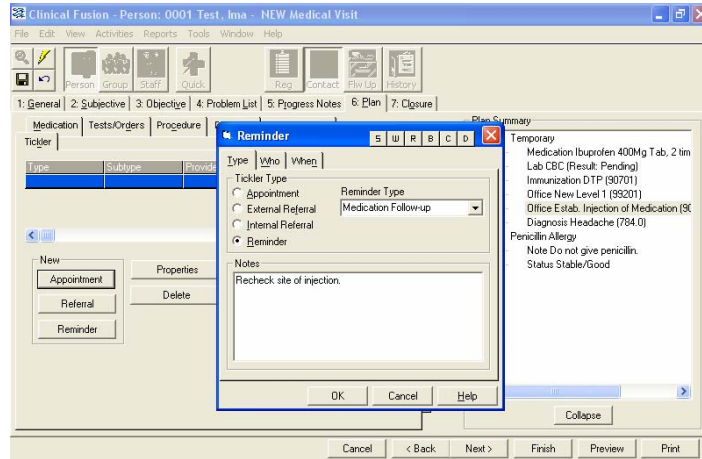 Clinical Fusion - Person: 0001 Test, Ima - NEW Medical Visit
File Edit View Activities Reports Tools Window Help
Person Group Staff Quick Reg Contact Flw Up History
1: General 2: Subjective 3: Objective 4: Problem List 5: Progress Notes 6: Plan 7: Closure
Medication Tests/Orders Procedure
Tickler
Type Subtype Provide
New
Appointment
Referral
Reminder
Properties
Delete
Reminder
S W R B C D
Type Who When
Tickler Type
Appointment
External Referral
Internal Referral
Reminder
Reminder Type
Medication Follow-up
Notes
Recheck site of injection.
OK Cancel Help
Plan Summary
Temporary
Medication Ibuprofen 400Mg Tab, 2 tim
Lab CBC (Result: Pending)
Immunization DTP (90701)
Office New Level 1 (99201)
Office Estab. Injection of Medication (90
Diagnosis Headache (784.0)
Penicillin Allergy
Note Do not give penicillin.
Status Stable/Good
Collapse
Cancel < Back Next > Finish Preview Print